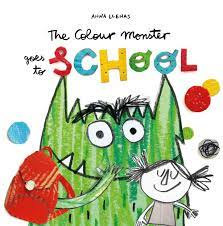 ANNA LLENAS
The Colour Monster
goes to SCHOOL